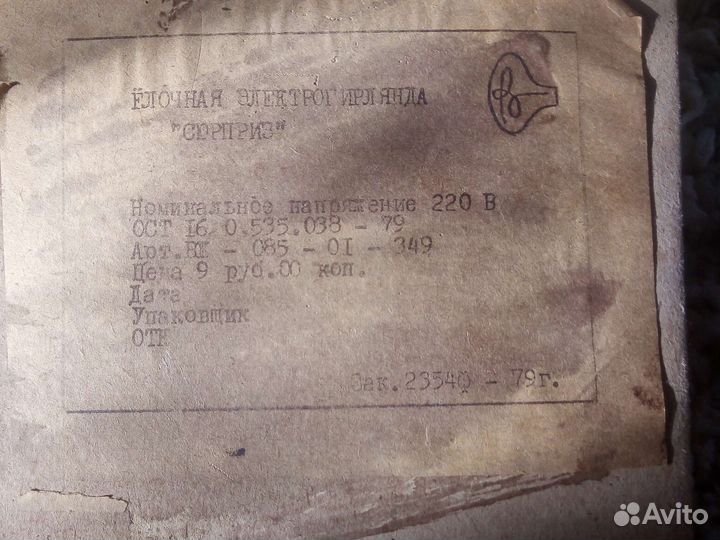 ЁЛОЧНАЯ ЭЛЕКТРОГИРЛЯНДА
"СЮРПРИЗ"
Номинальное напряжение 220 В
ОСТ 16 0.535.038 - 79
Арт. - 085 - 01 - 349
Цена 9 руб.00 коп.
Дата
Упаковщик
ОТК
Зак.23540 - 79г.
Avito